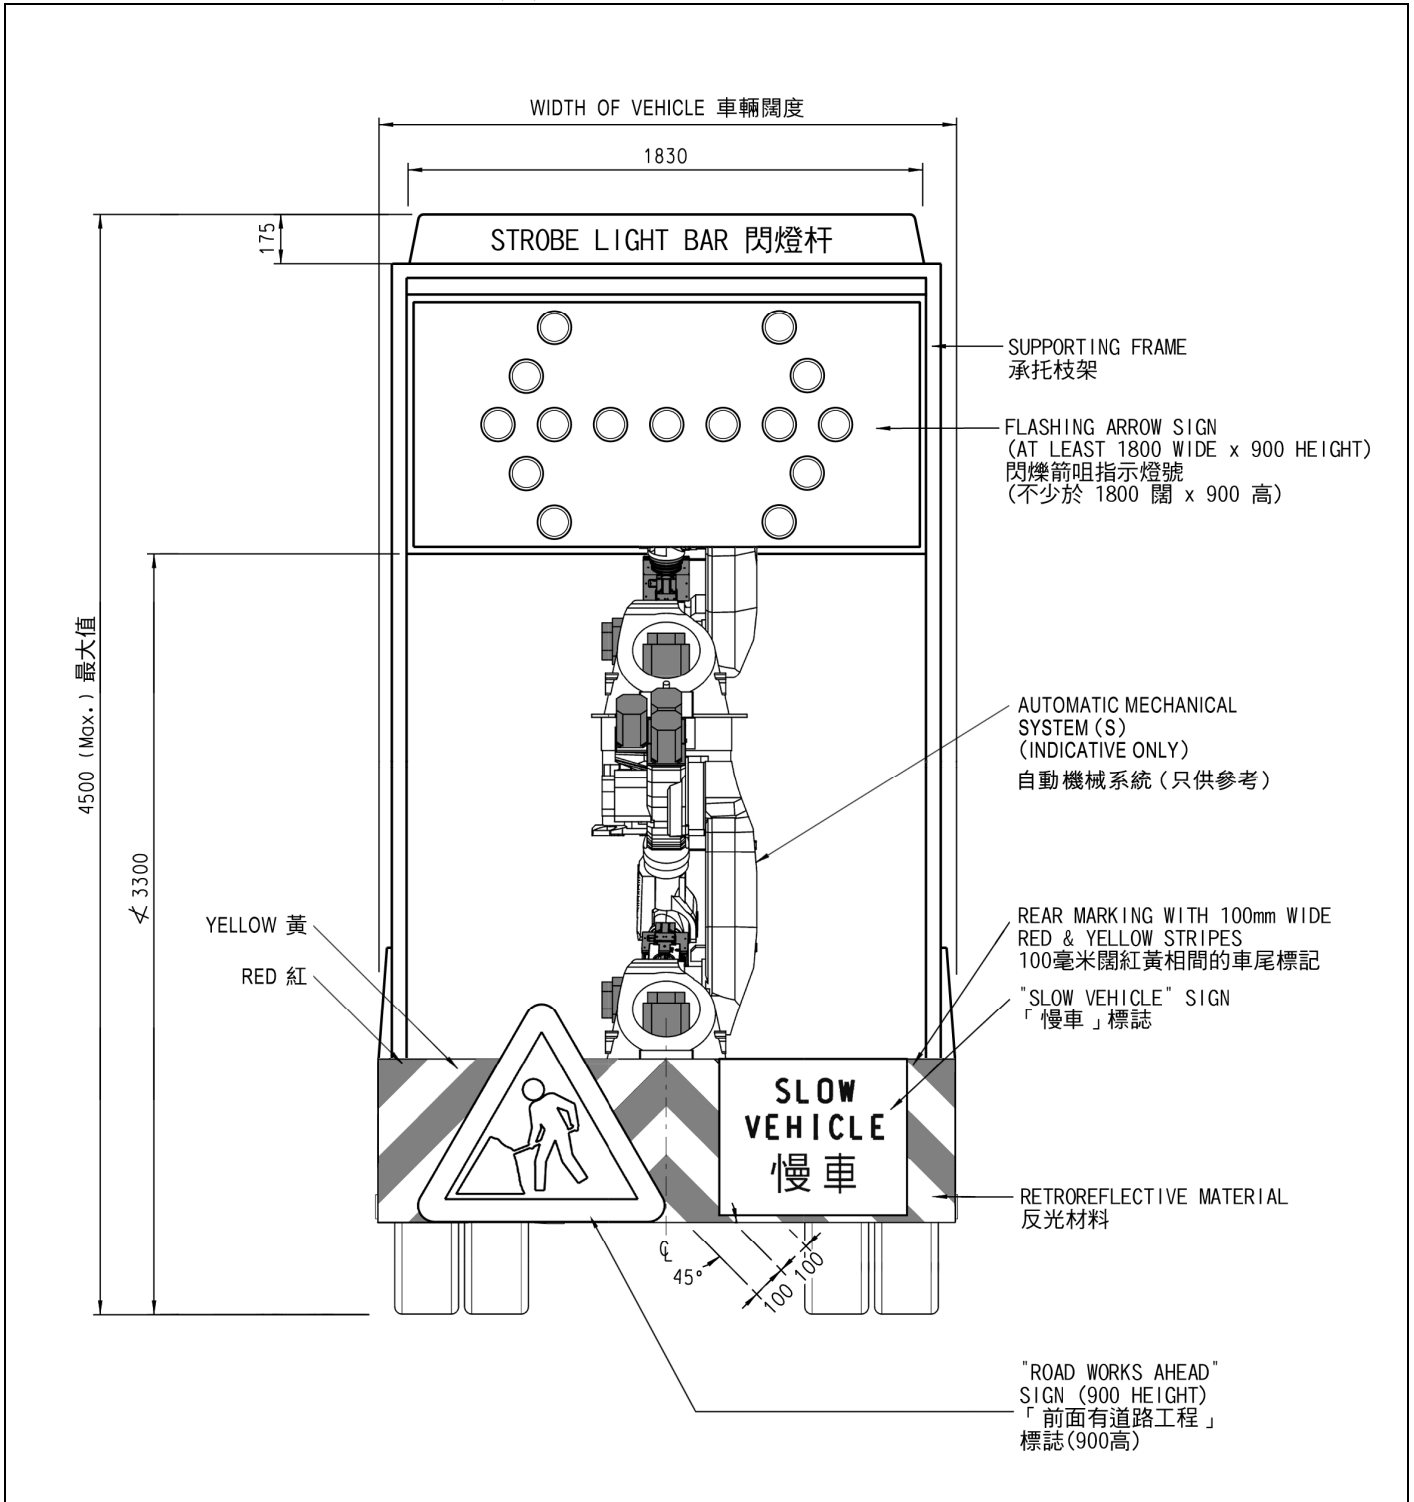 WIDTH OF VEHICLE 車輛闊度
1830
175
STROBE LIGHT BAR 閃燈杆
SUPPORTING FRAME
承托枝架
FLASHING ARROW SIGN
(AT LEAST 1800 WIDE x 900 HEIGHT)
閃爍箭咀指示燈號
(不少於 1800 闊 x 900 高)
4500 (Max.) 最大值
≮ 3300
AUTOMATIC MECHANICAL
SYSTEM(S)
(INDICATIVE ONLY)
自動機械系統(只供參考)
YELLOW 黃
RED 紅
REAR MARKING WITH 100mm WIDE
RED & YELLOW STRIPES
100毫米闊紅黃相間的車尾標記
"SLOW VEHICLE" SIGN
「慢車」標誌
SLOW
VEHICLE
慢車
RETROREFLECTIVE MATERIAL
反光材料
℄
45°
100
100
"ROAD WORKS AHEAD"
SIGN (900 HEIGHT)
「前面有道路工程」
標誌(900高)